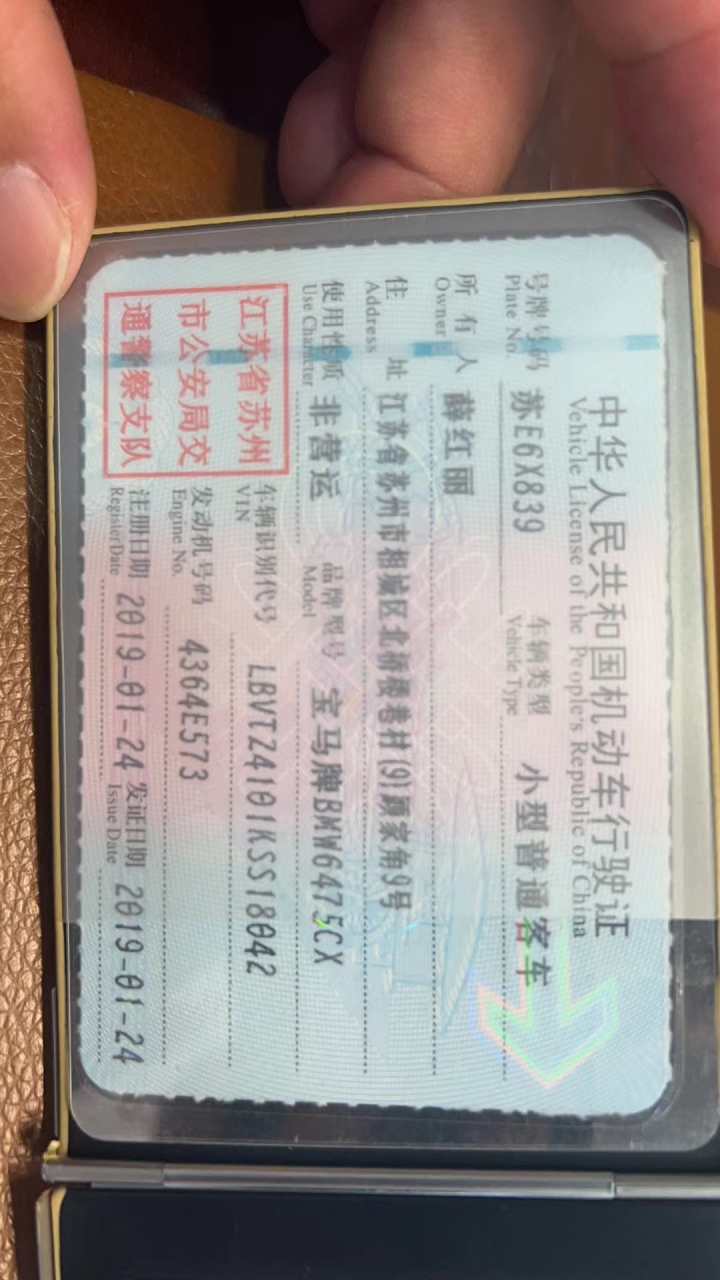 中华人民共和国机动车行驶证
Vehicle License of the People's Republic of China
号牌号码 苏E6X839 车辆类型 小型普通客车
Plate No. Vehicle Type
所有人 薛红丽
Owner
住址 江苏省苏州市相城区北桥楼巷村(9)顾家角9号
Address
使用性质 非营运 品牌型号 宝马牌BMW6475CX
Use Character Model
江苏省苏州
市公安局交
通警察支队
车辆识别代号 LBVTZ4101KSS18042
VIN
发动机号码 4364E573
Engine No.
注册日期 2019-01-24 发证日期 2019-01-24
Register Date Issue Date